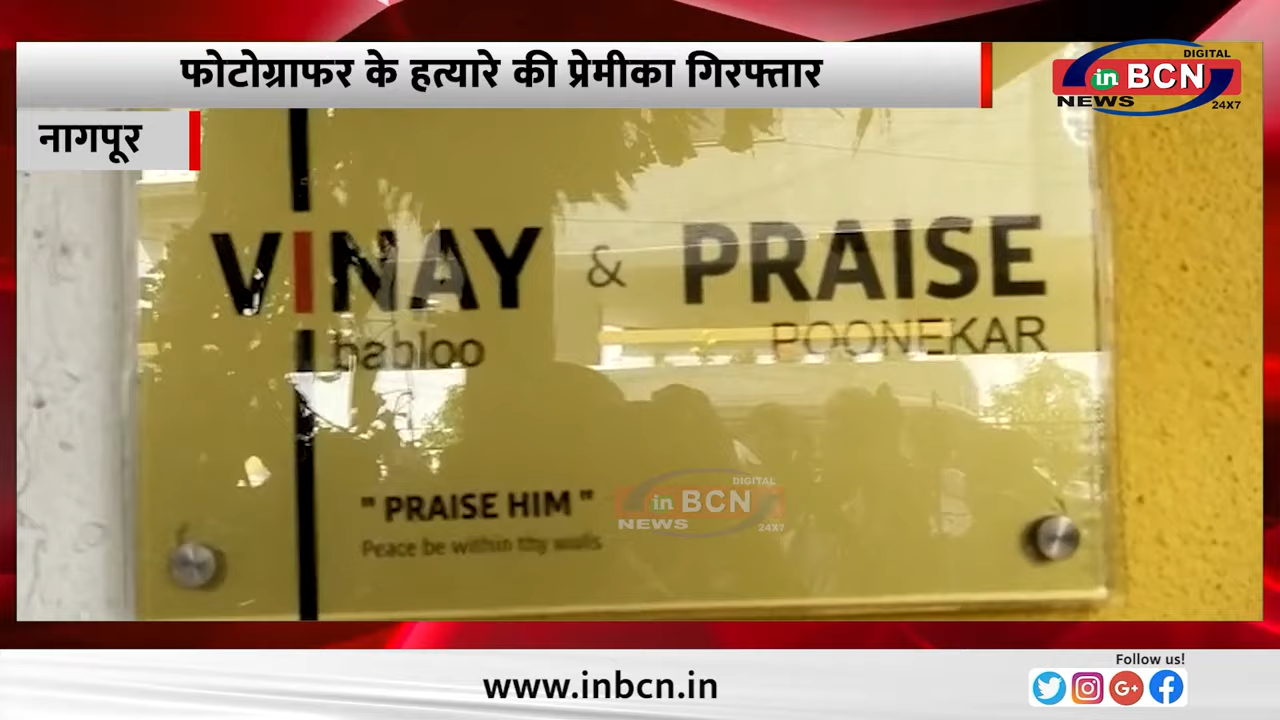 फोटोग्राफर के हत्यारे की प्रेमीका गिरफ्तार
DIGITAL
in BCN
NEWS 24X7
नागपूर
VINAY & PRAISE
babloo POONEKAR
" PRAISE HIM "
Peace be within thy walls
DIGITAL
in BCN
NEWS 24X7
Follow us!
www.inbcn.in